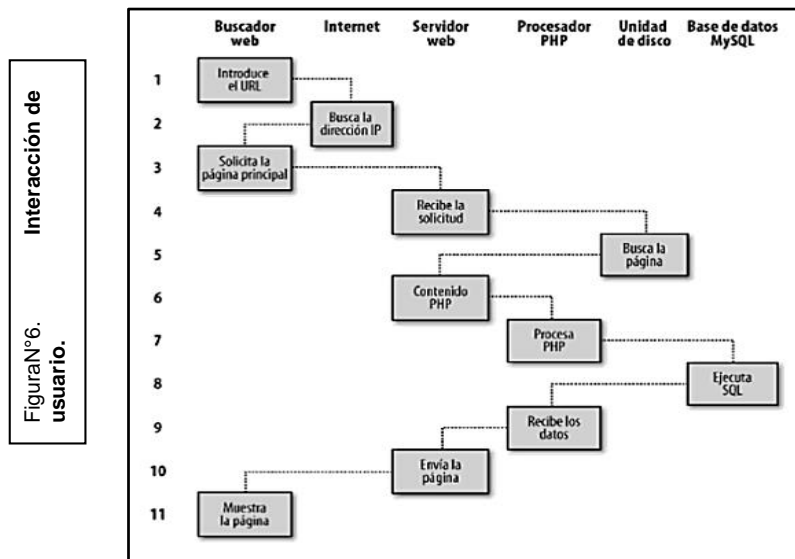 FiguraN°6. Interacción de
usuario.
Buscador
web
Internet
Servidor
web
Procesador
PHP
Unidad
de disco
Base de datos
MySQL
1
Introduce
el URL
2
Busca la
dirección IP
3
Solicita la
página principal
4
Recibe la
solicitud
5
Busca la
página
6
Contenido
PHP
7
Procesa
PHP
8
Ejecuta
SQL
9
Recibe los
datos
10
Envía la
página
11
Muestra
la página